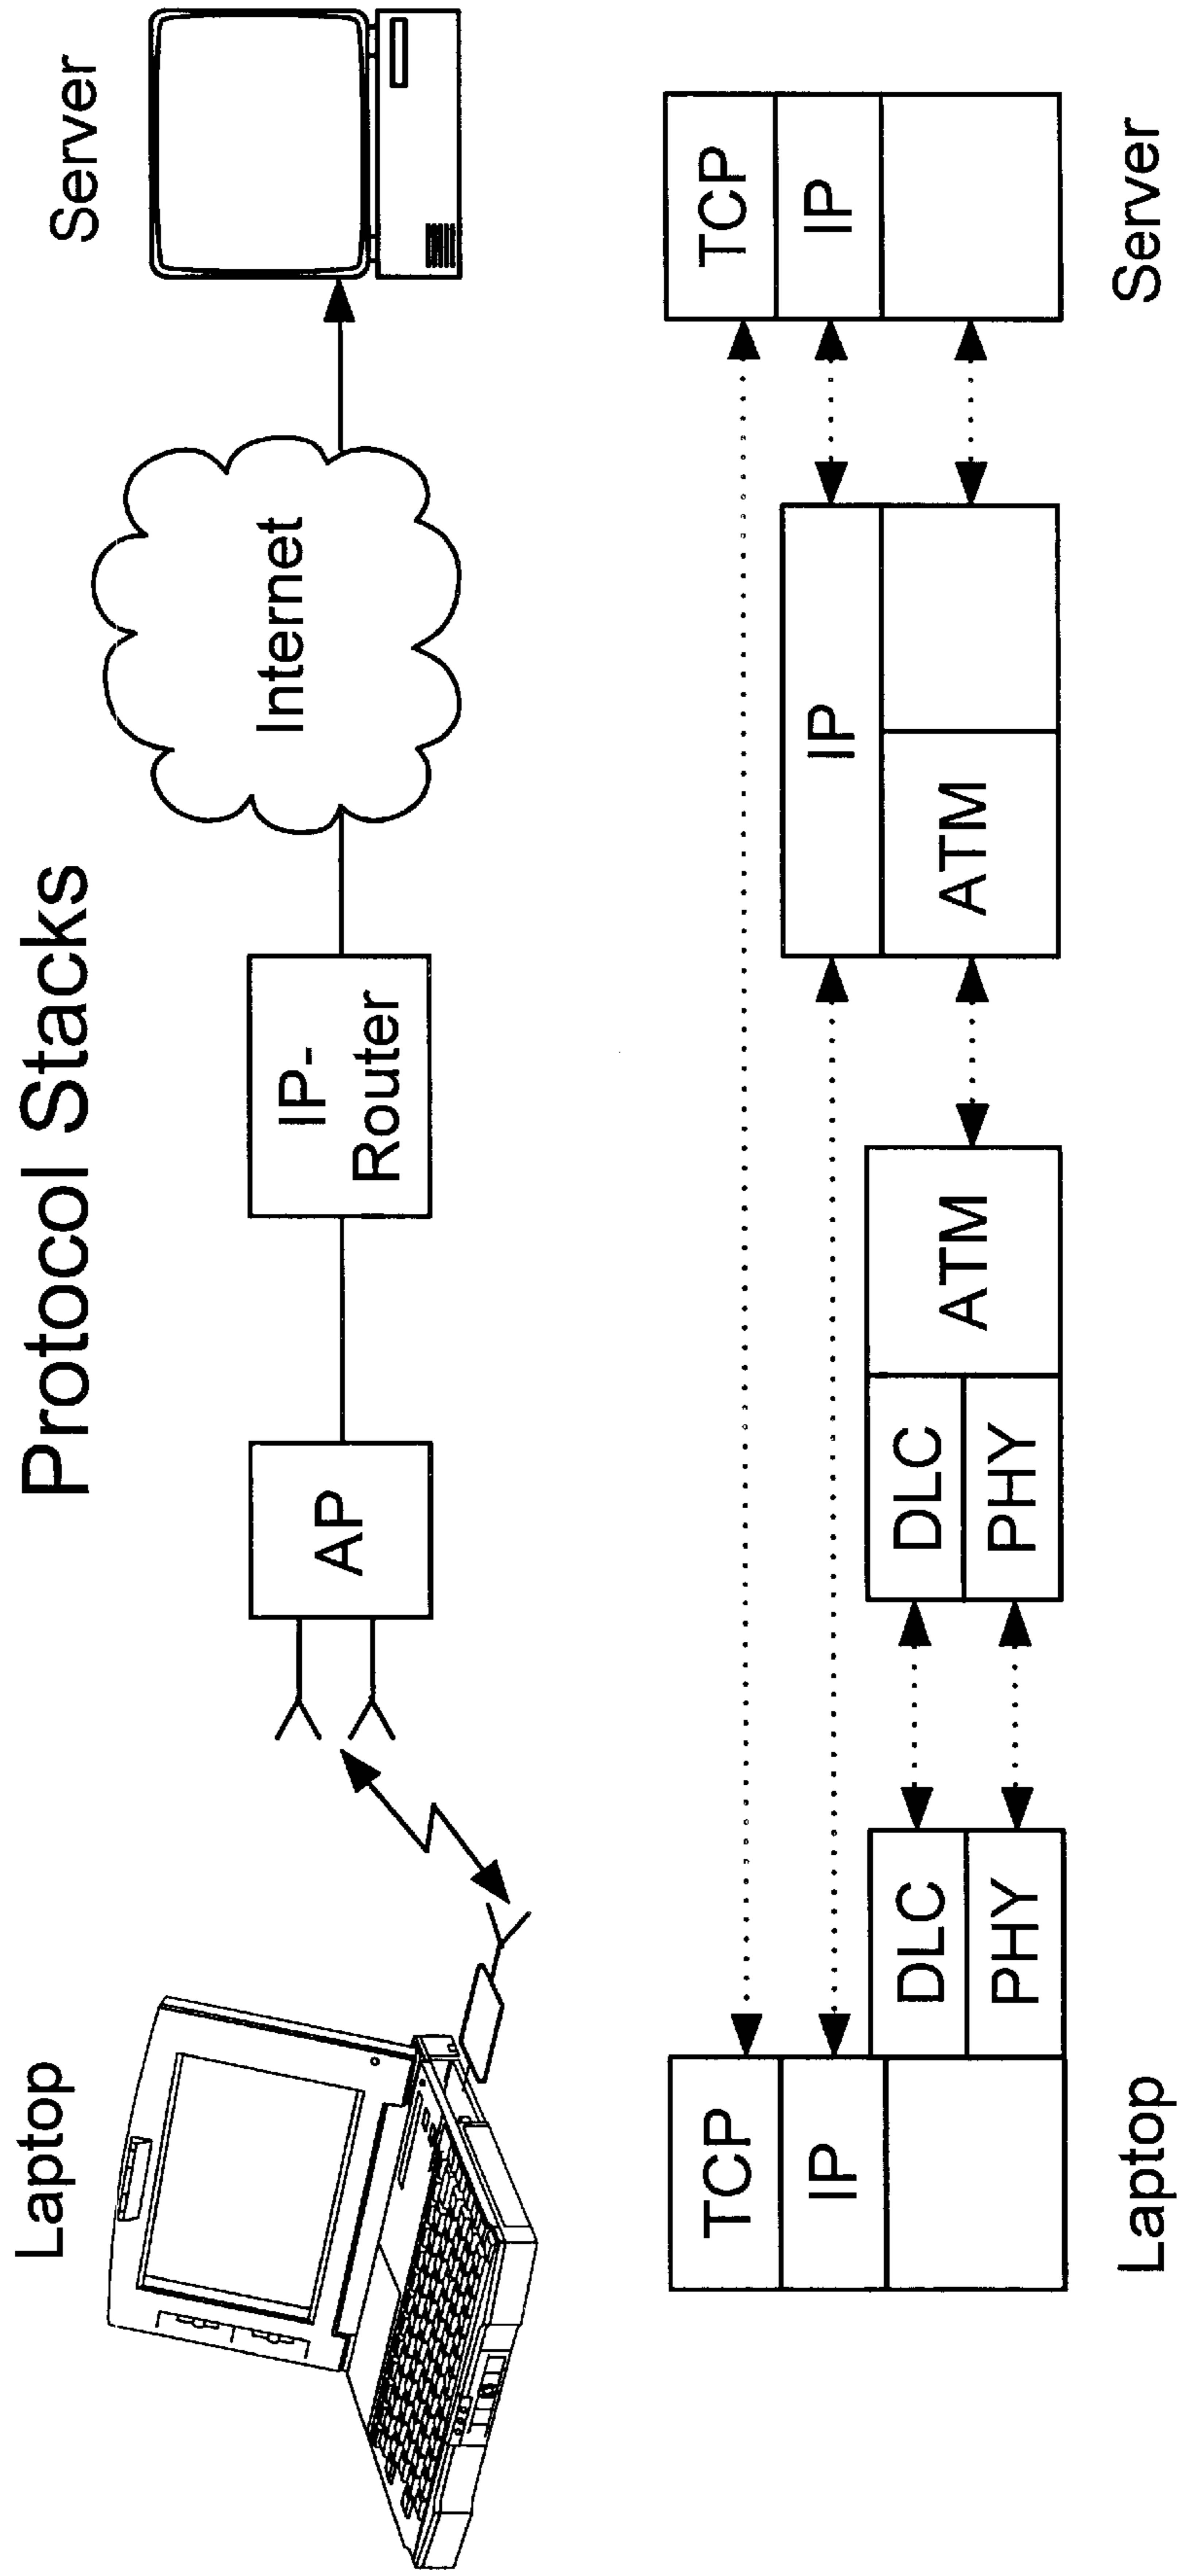 Protocol Stacks
Laptop
Server
AP
IP-
Router
Internet
TCP
IP
DLC
PHY
DLC
PHY
ATM
IP
ATM
TCP
IP
Laptop
Server